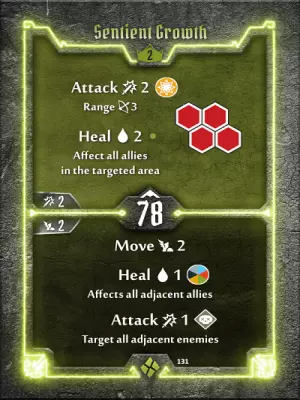 Sentient Growth
2
Attack 2
Range 3
Heal 2
Affect all allies
in the targeted area
2
78
2
Move 2
Heal 1
Affects all adjacent allies
Attack 1
Target all adjacent enemies
131